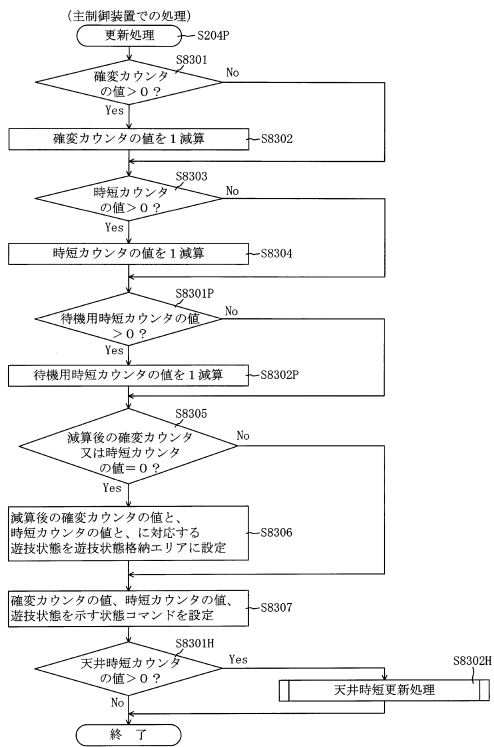 (主制御装置での処理)
更新処理
S204P
S8301
確変カウンタ
の値>0？
No
Yes
確変カウンタの値を1減算
S8302
S8303
時短カウンタ
の値>0？
No
Yes
時短カウンタの値を1減算
S8304
S8301P
待機用時短カウンタの値
>0？
No
Yes
待機用時短カウンタの値を1減算
S8302P
S8305
減算後の確変カウンタ
又は時短カウンタ
の値=0？
No
Yes
減算後の確変カウンタの値と、
時短カウンタの値と、に対応する
遊技状態を遊技状態格納エリアに設定
S8306
確変カウンタの値、時短カウンタの値、
遊技状態を示す状態コマンドを設定
S8307
S8301H
天井時短カウンタ
の値>0？
Yes
No
S8302H
天井時短更新処理
終了